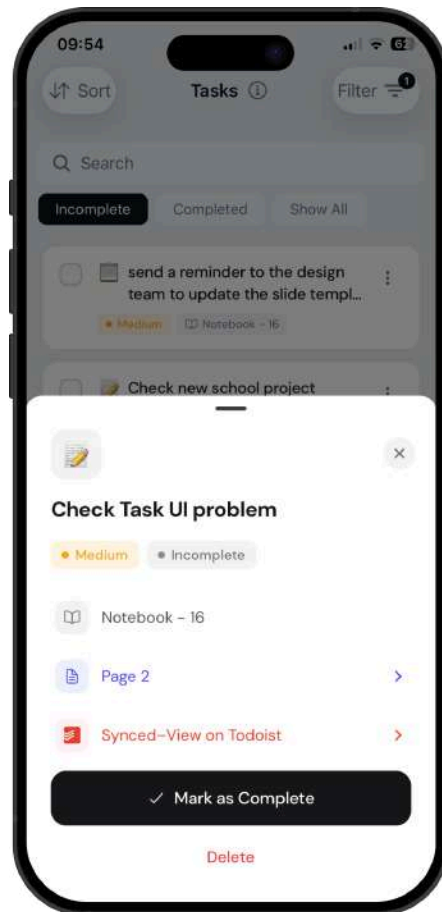 09:54
Sort
Tasks
Filter
1
Search
Incomplete
Completed
Show All
send a reminder to the design
team to update the slide templ...
Medium
Notebook - 16
Check new school project
Check Task UI problem
Medium
Incomplete
Notebook - 16
Page 2
Synced-View on Todoist
Mark as Complete
Delete